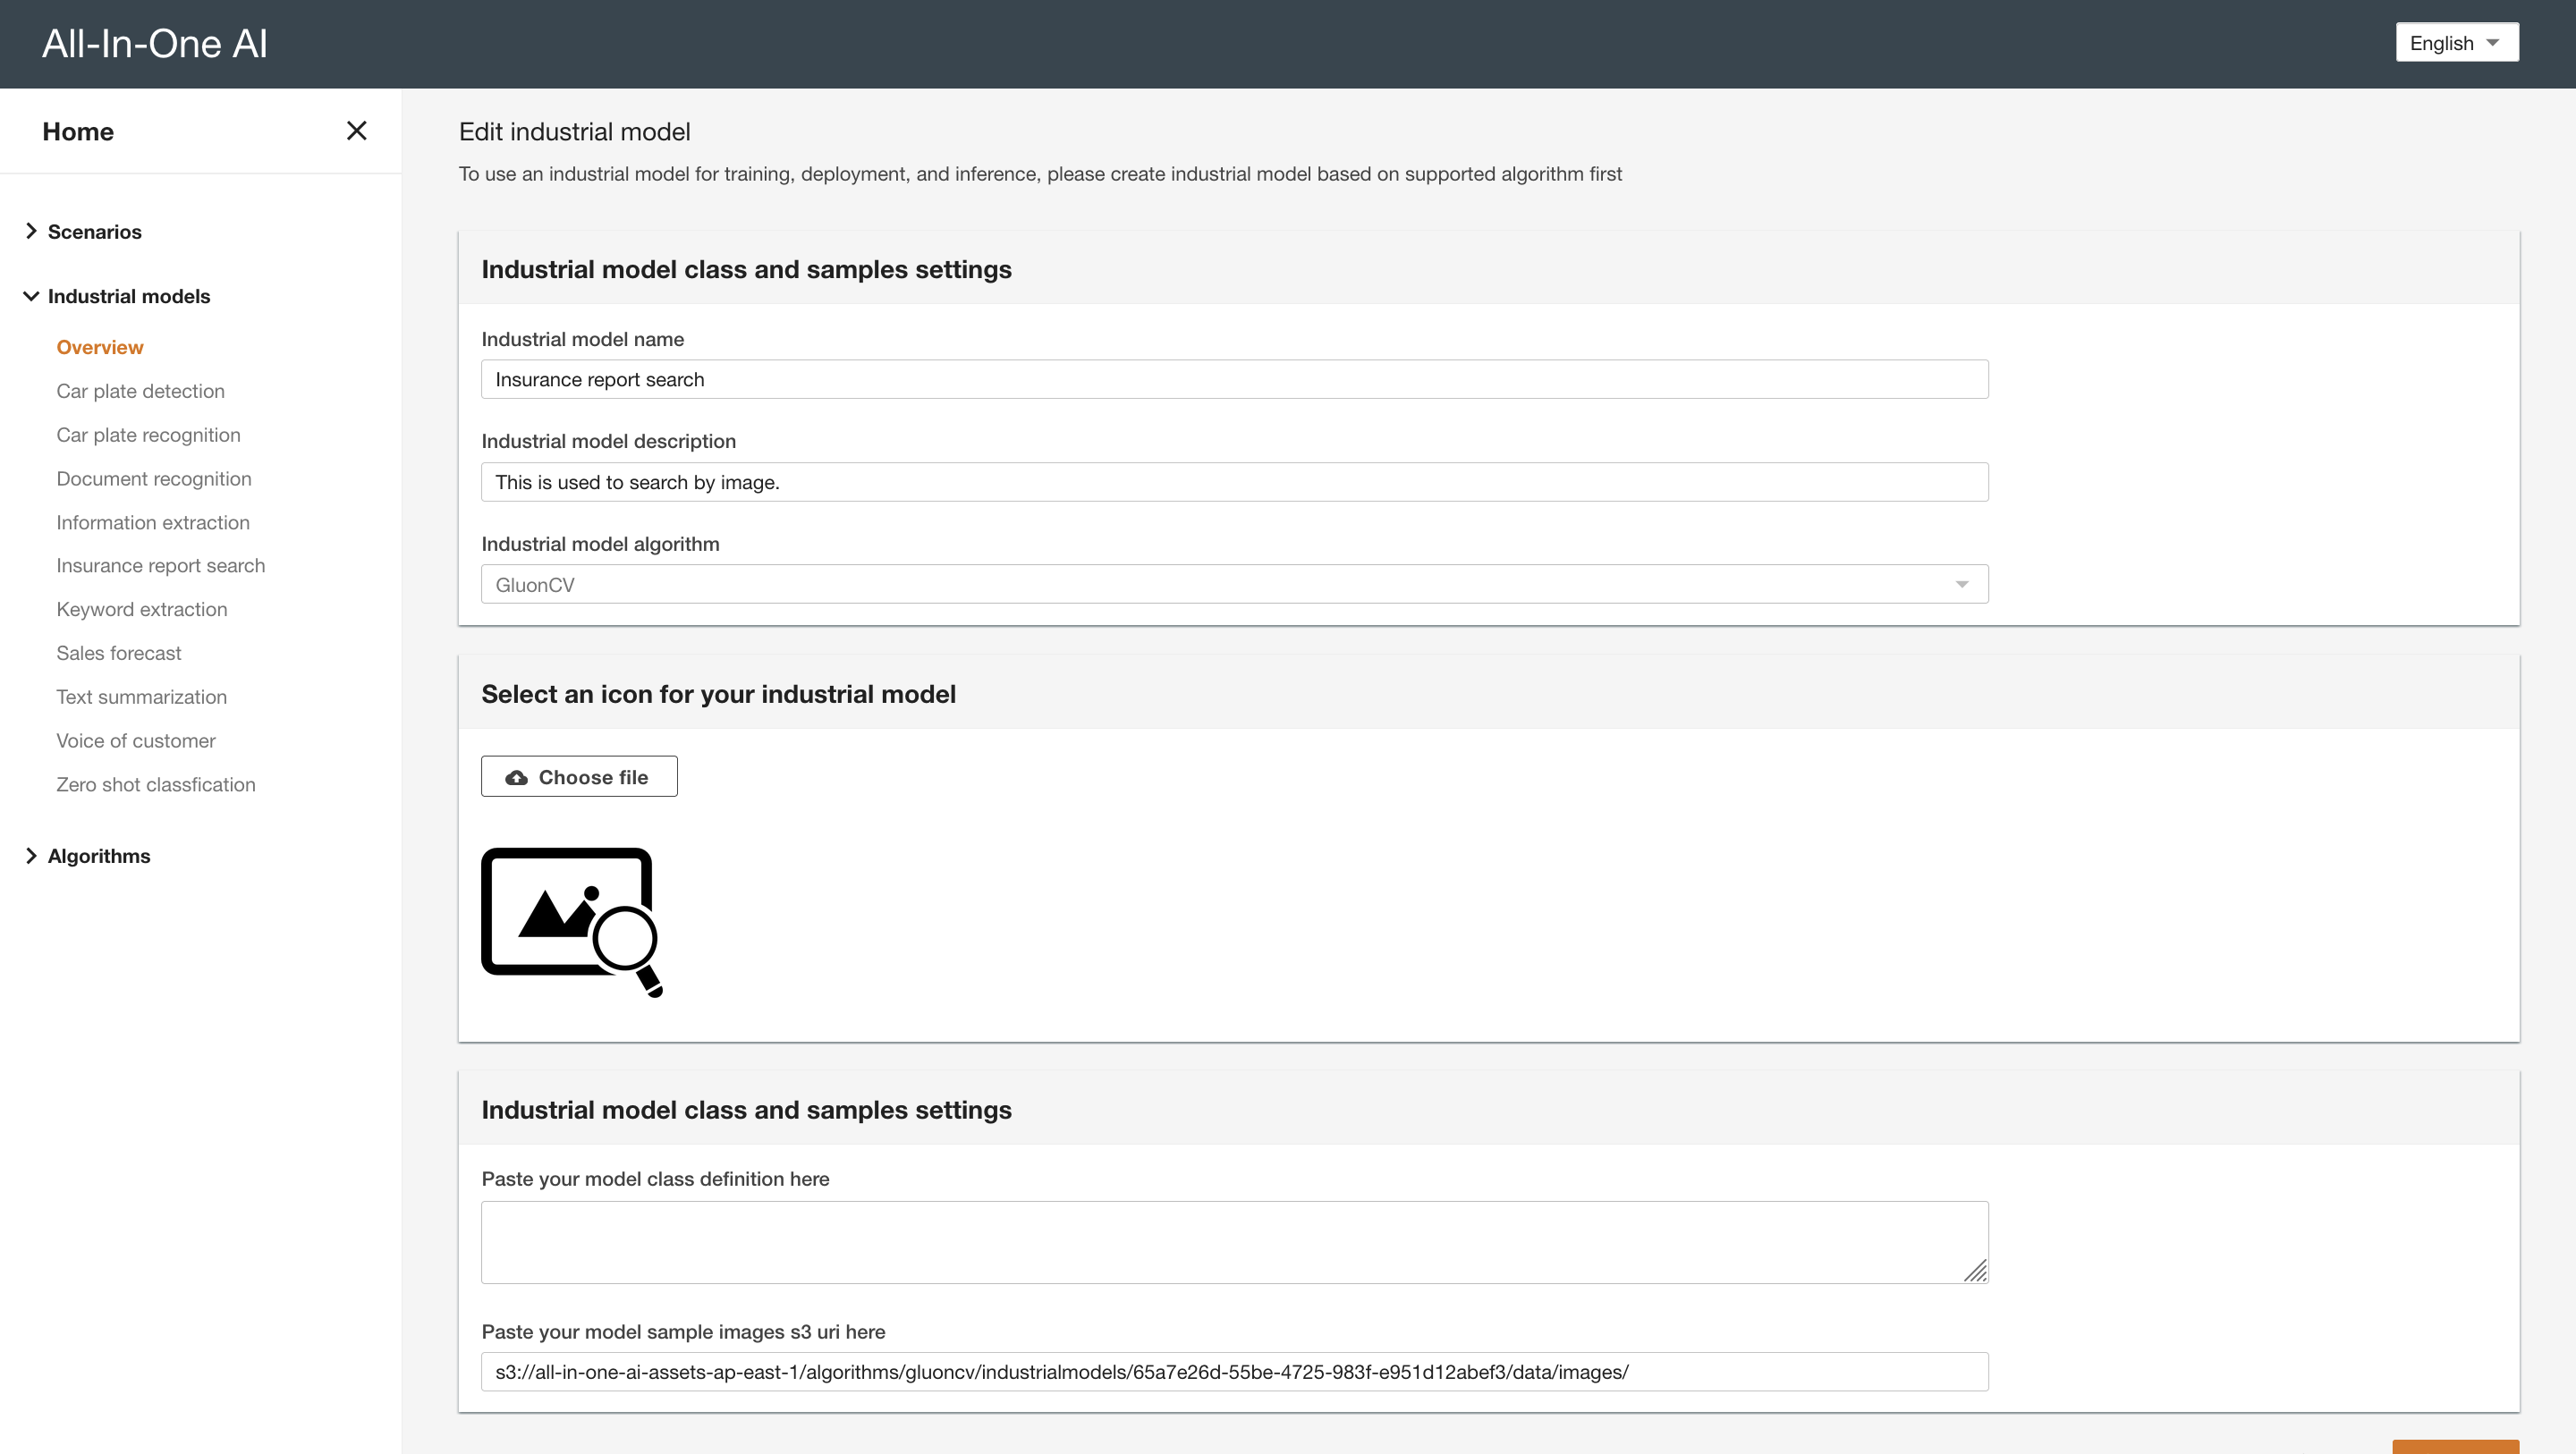 All-In-One AI
English
Home
Scenarios
Industrial models
Overview
Car plate detection
Car plate recognition
Document recognition
Information extraction
Insurance report search
Keyword extraction
Sales forecast
Text summarization
Voice of customer
Zero shot classfication
Algorithms
Edit industrial model
To use an industrial model for training, deployment, and inference, please create industrial model based on supported algorithm first
Industrial model class and samples settings
Industrial model name
Insurance report search
Industrial model description
This is used to search by image.
Industrial model algorithm
GluonCV
Select an icon for your industrial model
Choose file
Industrial model class and samples settings
Paste your model class definition here
Paste your model sample images s3 uri here
s3://all-in-one-ai-assets-ap-east-1/algorithms/gluoncv/industrialmodels/65a7e26d-55be-4725-983f-e951d12abef3/data/images/